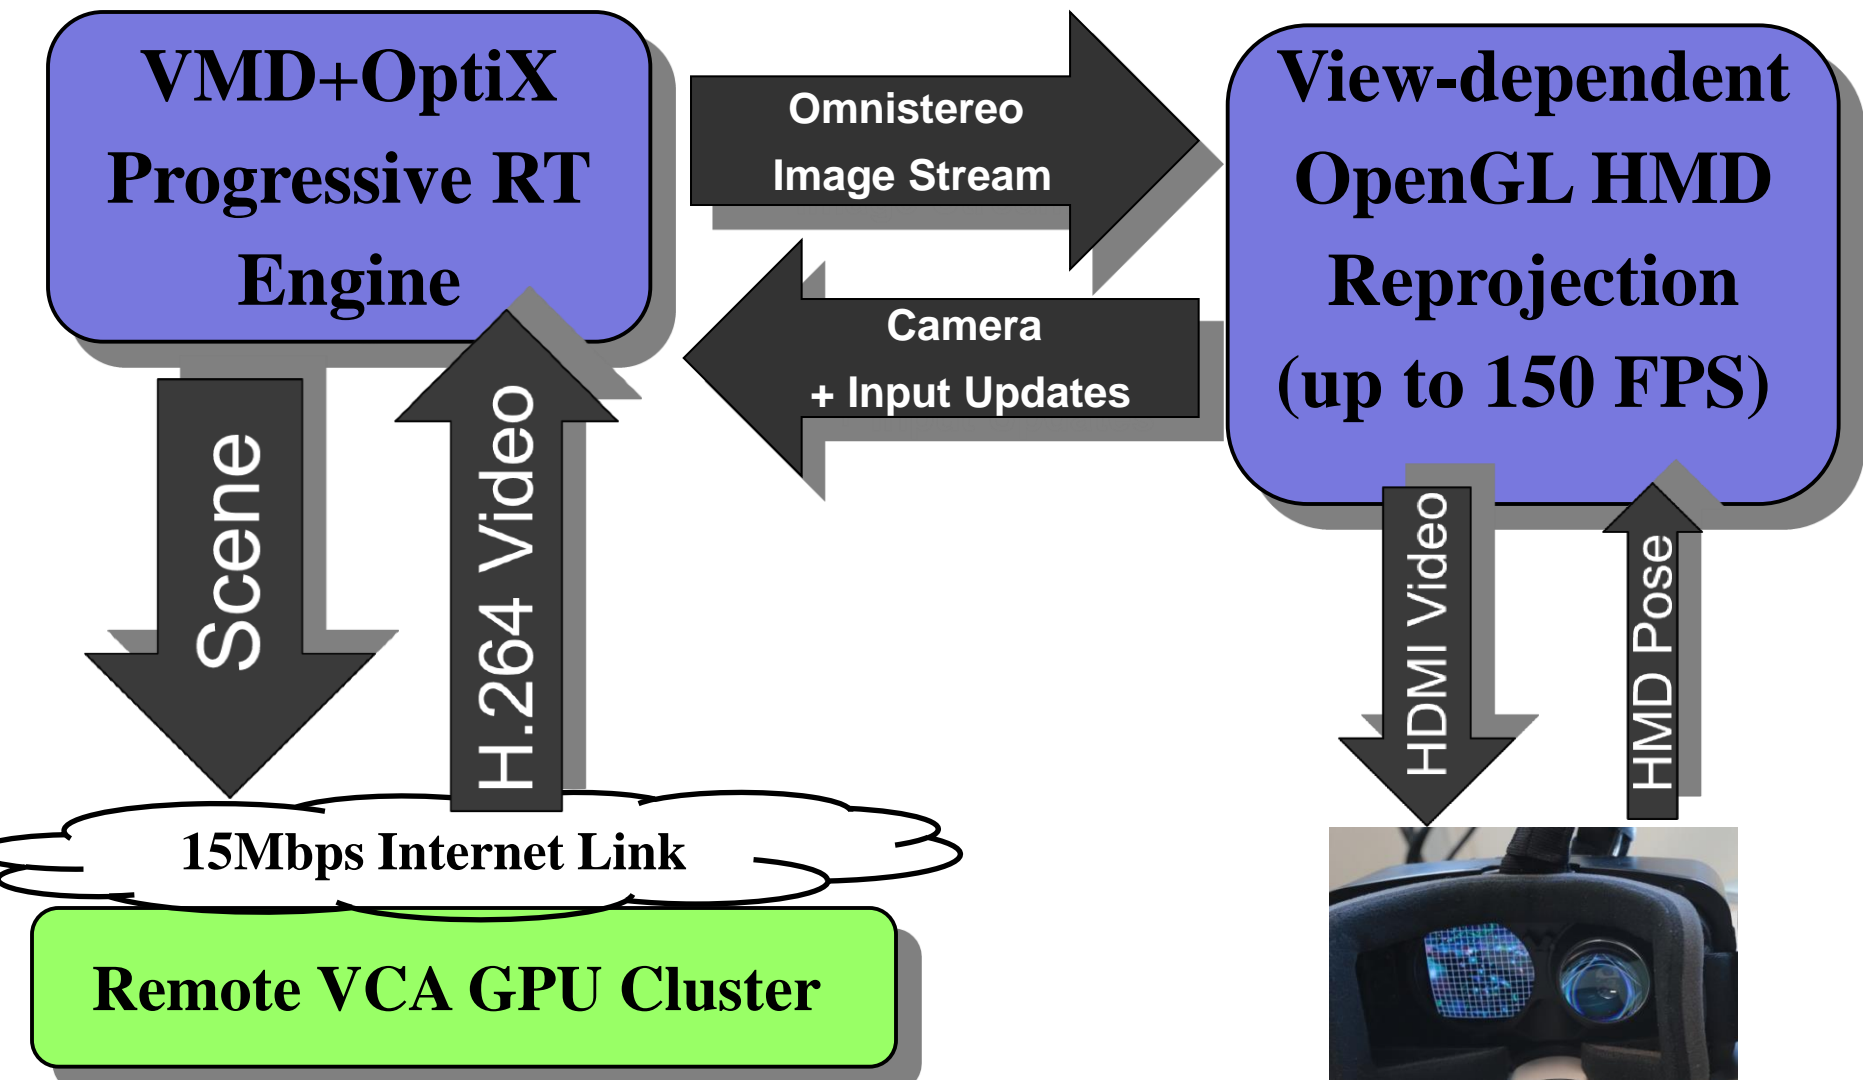 VMD+OptiX
Progressive RT
Engine
Omnistereo
Image Stream
Camera
+ Input Updates
View-dependent
OpenGL HMD
Reprojection
(up to 150 FPS)
Scene
H.264 Video
HDMI Video
HMD Pose
15Mbps Internet Link
Remote VCA GPU Cluster